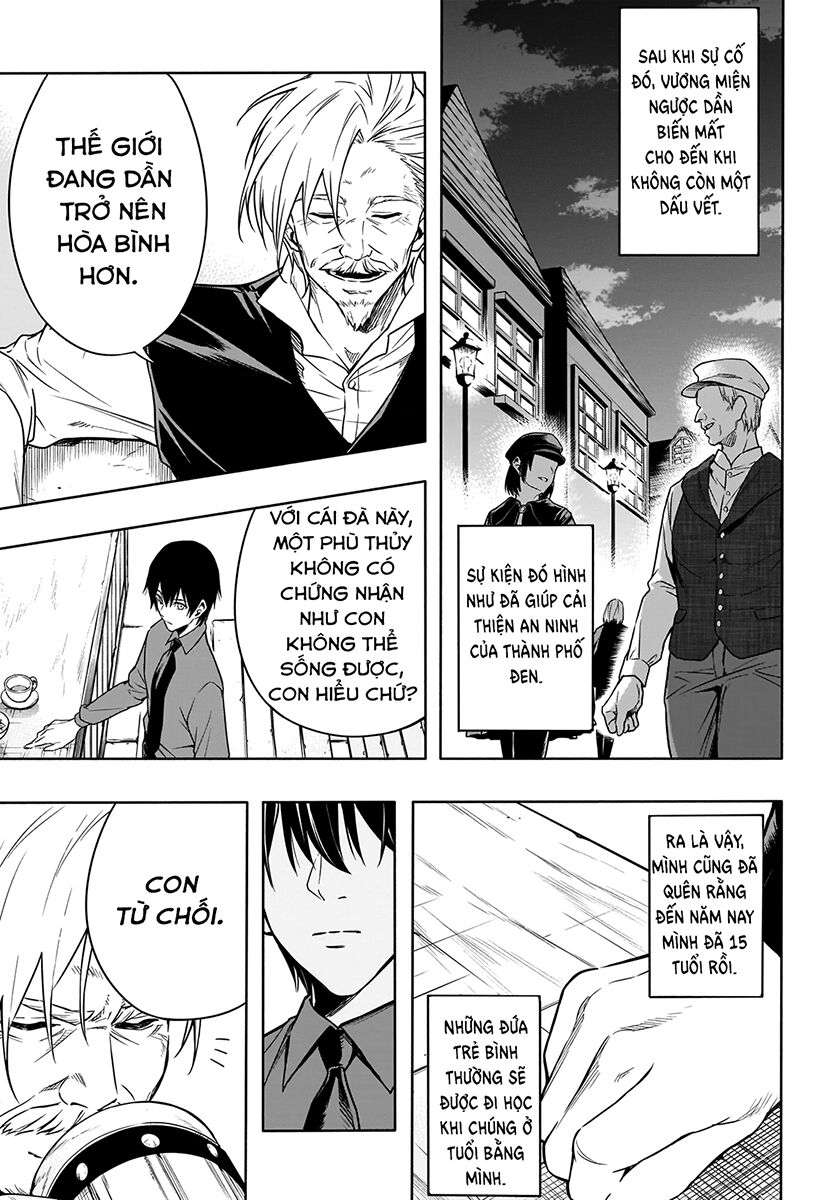 SAU KHI SỰ CỐ
ĐÓ, VƯƠNG MIỆN
NGƯỢC DẦN
BIẾN MẤT
CHO ĐẾN KHI
KHÔNG CÒN MỘT
DẤU VẾT.
SỰ KIỆN ĐÓ HÌNH
NHƯ ĐÃ GIÚP CẢI
THIỆN AN NINH
CỦA THÀNH PHỐ
ĐEN.
THẾ GIỚI
ĐANG DẦN
TRỞ NÊN
HÒA BÌNH
HƠN.
VỚI CÁI ĐÀ NÀY,
MỘT PHÙ THỦY
KHÔNG CÓ
CHỨNG NHẬN
NHƯ CON
KHÔNG THỂ
SỐNG ĐƯỢC,
CON HIỂU CHỨ?
RA LÀ VẬY,
MÌNH CŨNG ĐÃ
QUÊN RẰNG
ĐẾN NĂM NAY
MÌNH ĐÃ 15
TUỔI RỒI.
NHỮNG ĐỨA
TRẺ BÌNH
THƯỜNG SẼ
ĐƯỢC ĐI HỌC
KHI CHÚNG Ở
TUỔI BẰNG
MÌNH.
CON
TỪ CHỐI.